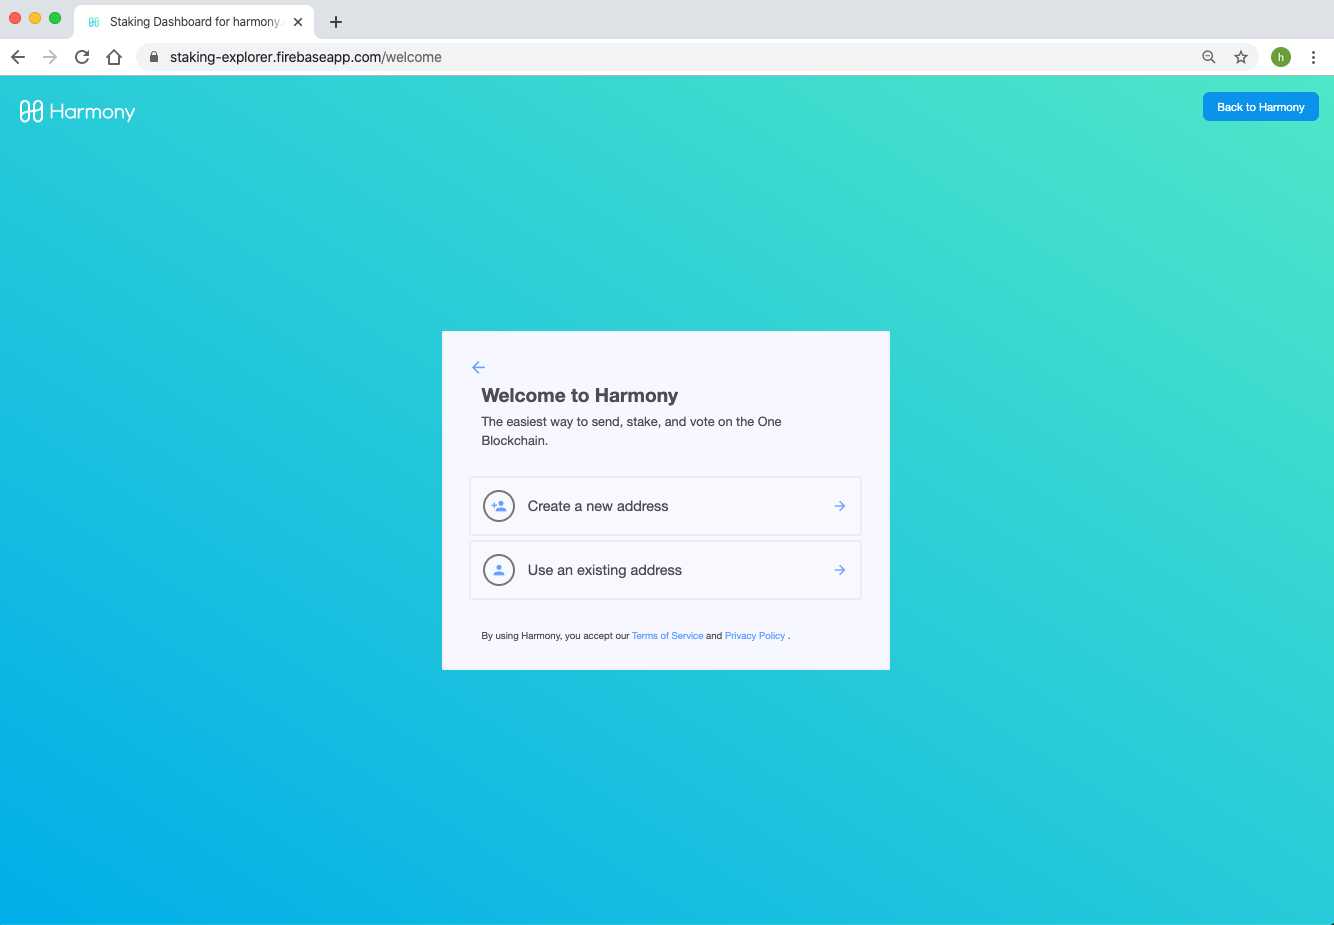 Staking Dashboard for harmony.
staking-explorer.firebaseapp.com/welcome
h
Harmony
Back to Harmony
Welcome to Harmony
The easiest way to send, stake, and vote on the One
Blockchain.
Create a new address
Use an existing address
By using Harmony, you accept our Terms of Service and Privacy Policy .